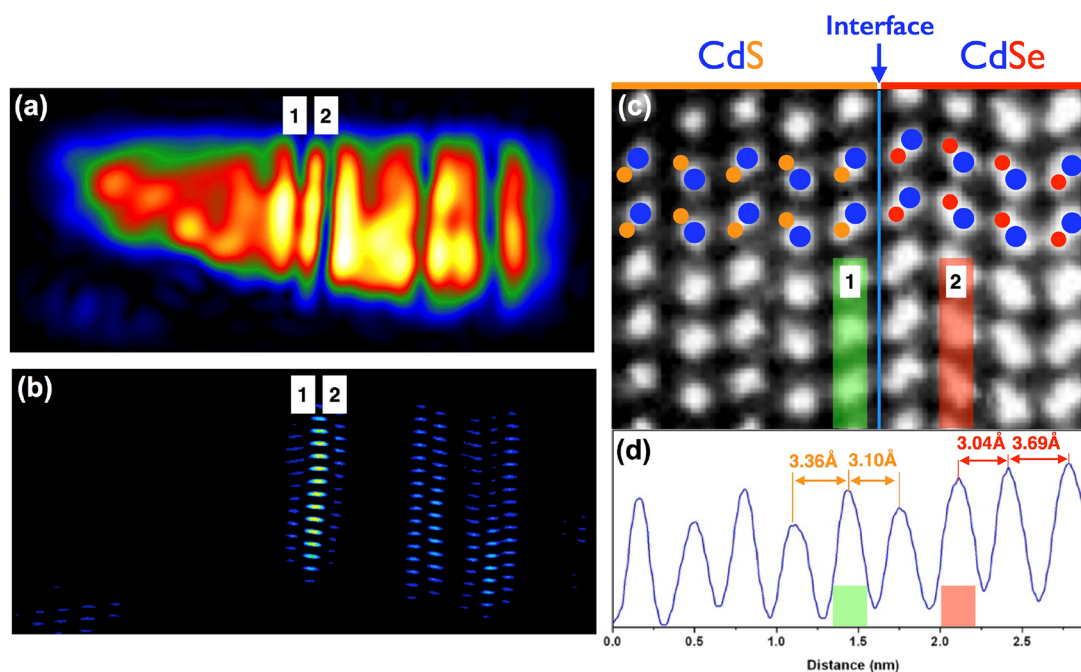 Interface
CdS
CdSe
(a)
1
2
(c)
1
2
(b)
1
2
(d)
3.36Å
3.10Å
3.04Å
3.69Å
0.0
0.5
1.0
1.5
2.0
2.5
Distance (nm)